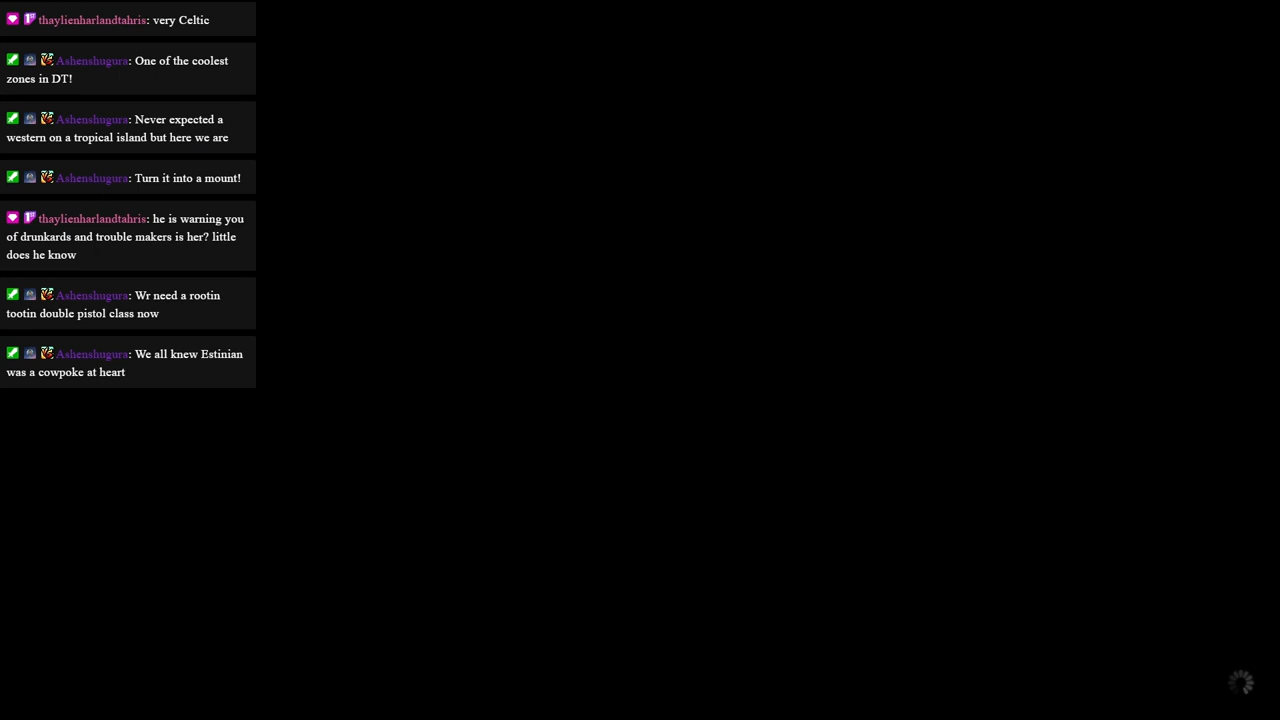 thaylienharlandtahris: very Celtic
Ashenshugura: One of the coolest
zones in DT!
Ashenshugura: Never expected a
western on a tropical island but here we are
Ashenshugura: Turn it into a mount!
thaylienharlandtahris: he is warning you
of drunkards and trouble makers is her? little
does he know
Ashenshugura: Wr need a rootin
tootin double pistol class now
Ashenshugura: We all knew Estinian
was a cowpoke at heart